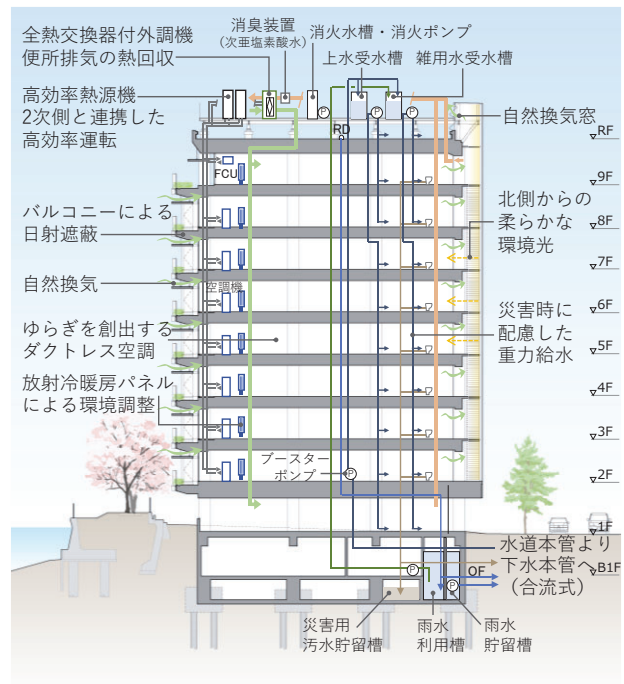 全熱交換器付外調機
便所排気の熱回収
消臭装置
(次亜塩素酸水)
消火水槽・消火ポンプ
上水受水槽
雑用水受水槽
高効率熱源機
2次側と連携した
高効率運転
P
P
P
RD
自然換気窓
RF
FCU
9F
バルコニーによる
日射遮蔽
北側からの
柔らかな
環境光
8F
7F
自然換気
空調機
6F
ゆらぎを創出する
ダクトレス空調
災害時に
配慮した
重力給水
5F
放射冷暖房パネル
による環境調整
4F
3F
ブースター
ポンプ
P
2F
1F
水道本管より
下水本管へ
(合流式)
B1F
P
OF
P
災害用
汚水貯留槽
雨水
利用槽
雨水
貯留槽